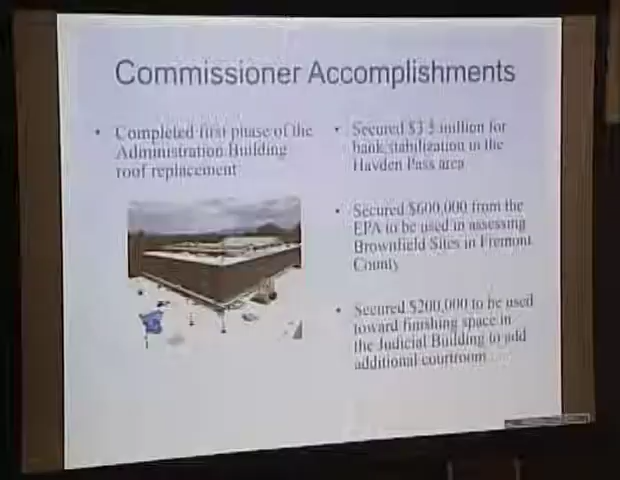 Commissioner Accomplishments
• Completed first phase of the
Administration Building
roof replacement
• Secured $3.5 million for
bank stabilization in the
Hayden Pass area
• Secured $600,000 from the
EPA to be used in assessing
Brownfield Sites in Fremont
County
• Secured $200,000 to be used
toward finishing space in
the Judicial Building to add
additional courtroom